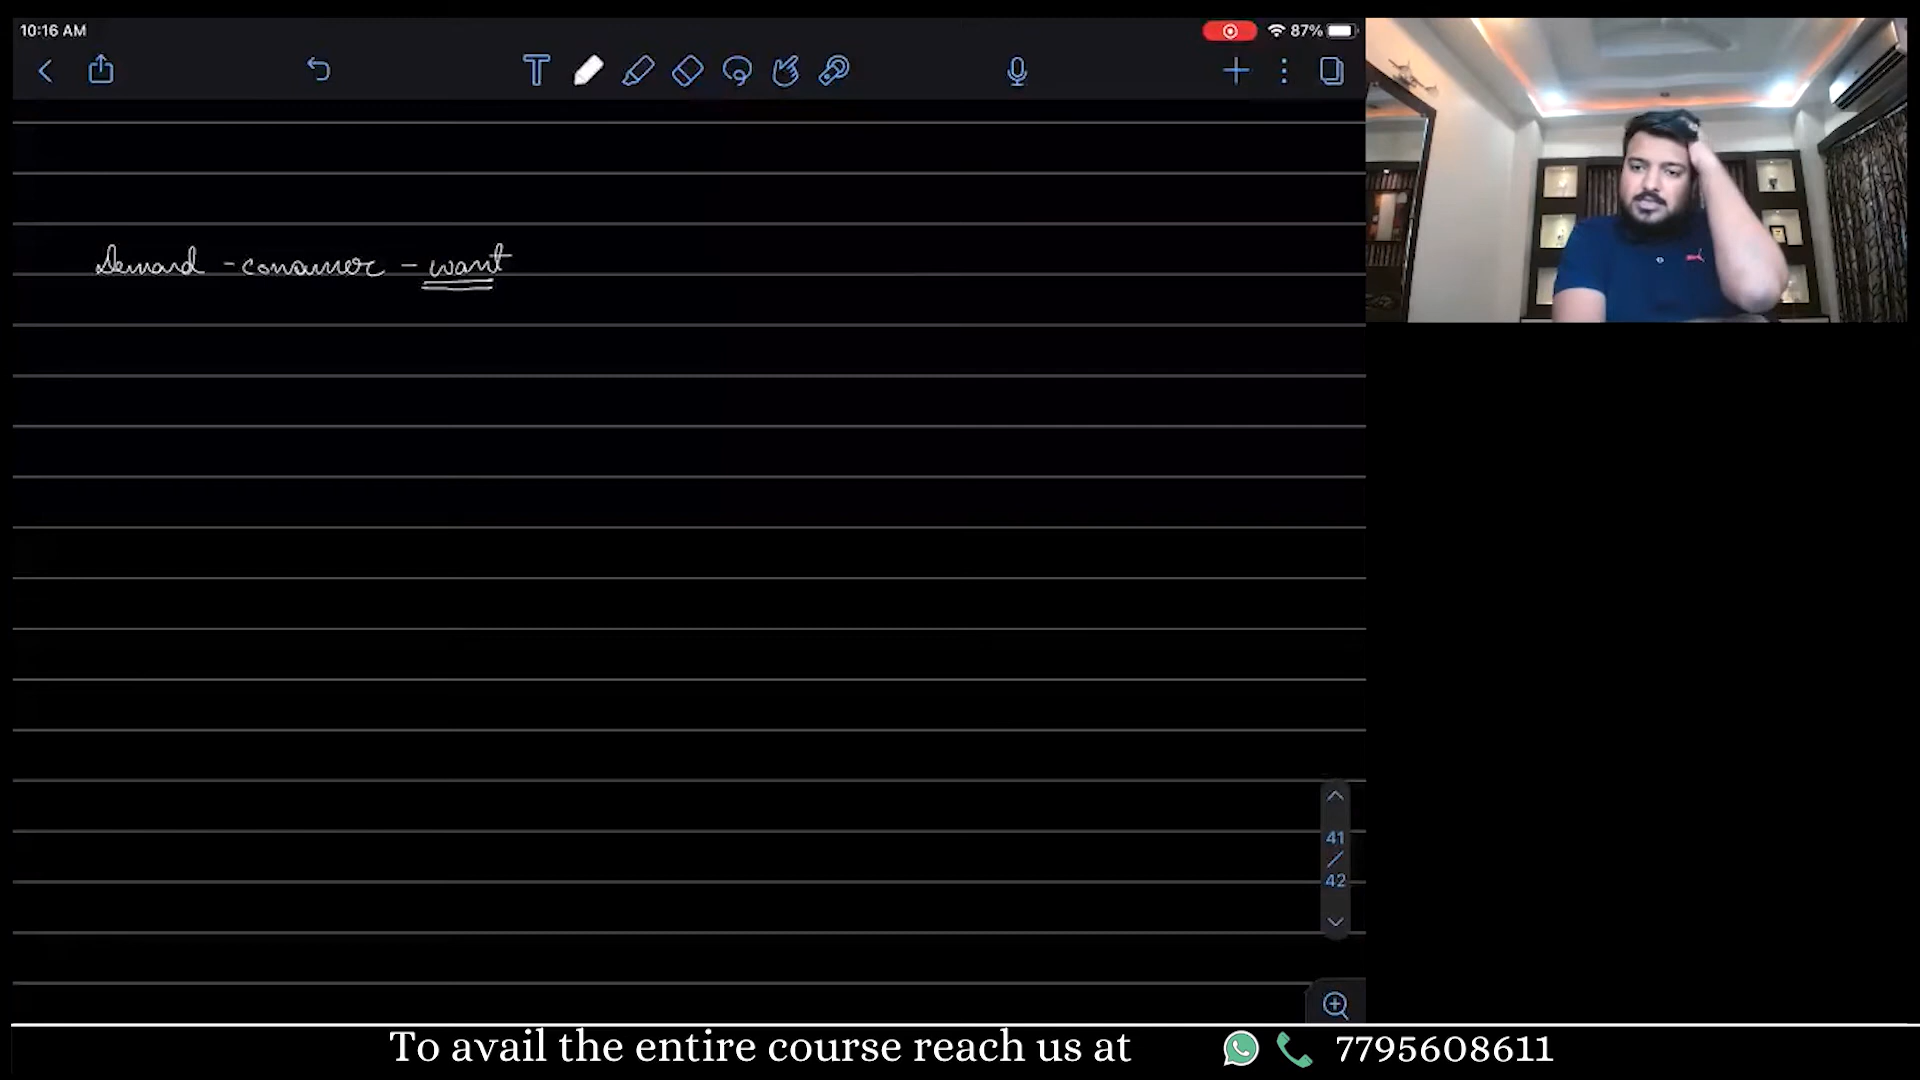 10:16 AM
87%
T
Demand - consumer - want
41
/
42
To avail the entire course reach us at 7795608611